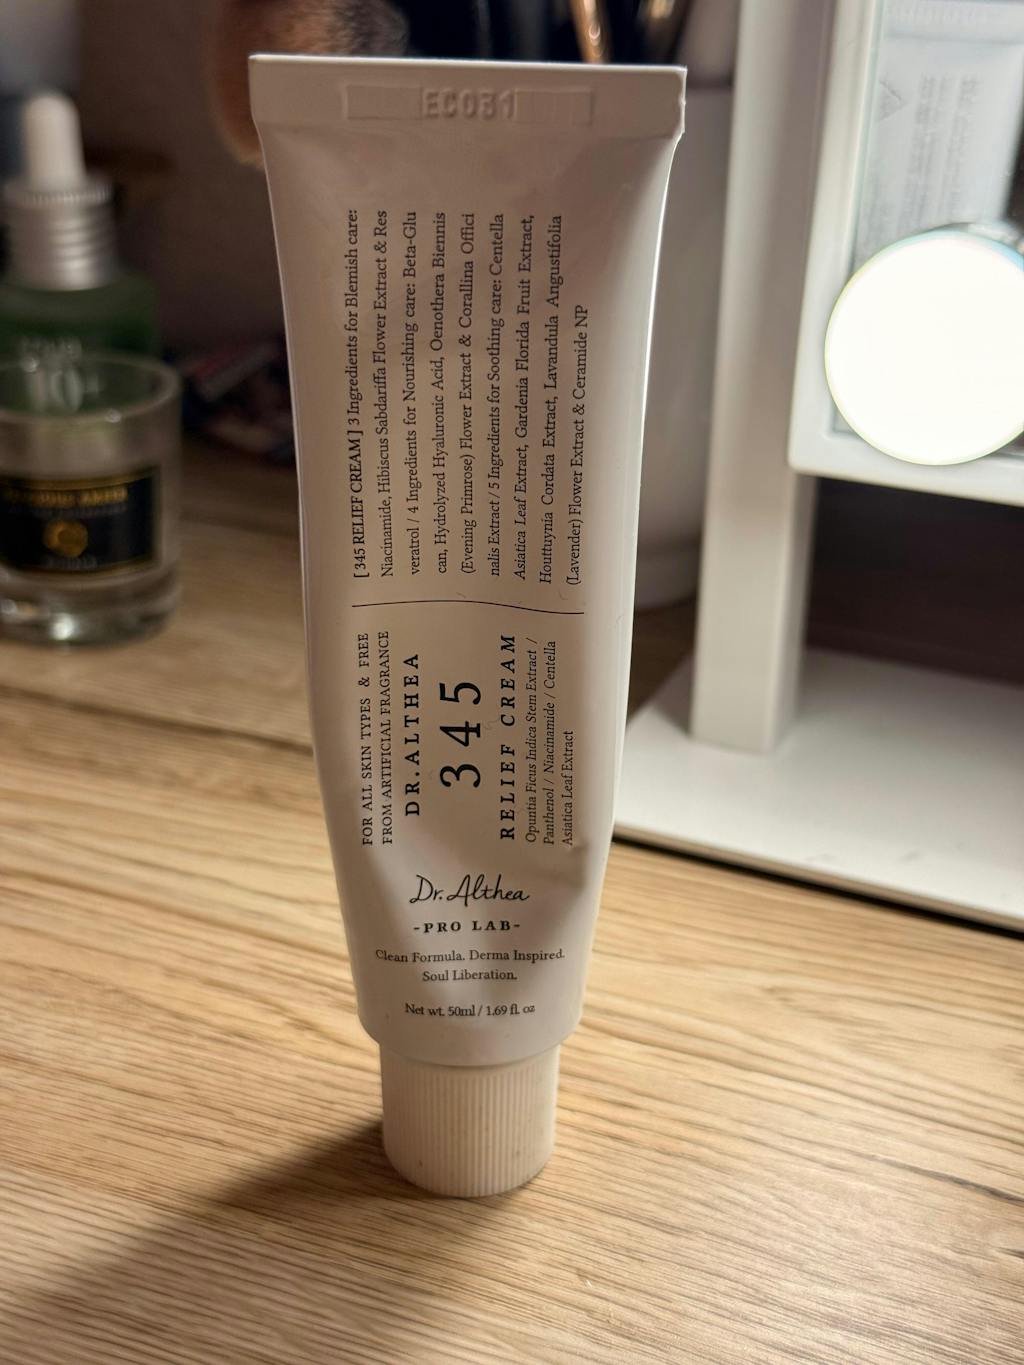 EC031
[ 345 RELIEF CREAM ] 3 Ingredients for Blemish care:
Niacinamide, Hibiscus Sabdariffa Flower Extract & Res
veratrol / 4 Ingredients for Nourishing care: Beta-Glu
can, Hydrolyzed Hyaluronic Acid, Oenothera Biennis
(Evening Primrose) Flower Extract & Corallina Offici
nalis Extract / 5 Ingredients for Soothing care: Centella
Asiatica Leaf Extract, Gardenia Florida Fruit Extract,
Houttuynia Cordata Extract, Lavandula Angustifolia
(Lavender) Flower Extract & Ceramide NP
FOR ALL SKIN TYPES & FREE
FROM ARTIFICIAL FRAGRANCE
DR.ALTHEA
345
RELIEF CREAM
Opuntia Ficus Indica Stem Extract /
Panthenol / Niacinamide / Centella
Asiatica Leaf Extract
Dr.Althea
-PRO LAB-
Clean Formula. Derma Inspired.
Soul Liberation.
Net wt. 50ml / 1.69 fl. oz